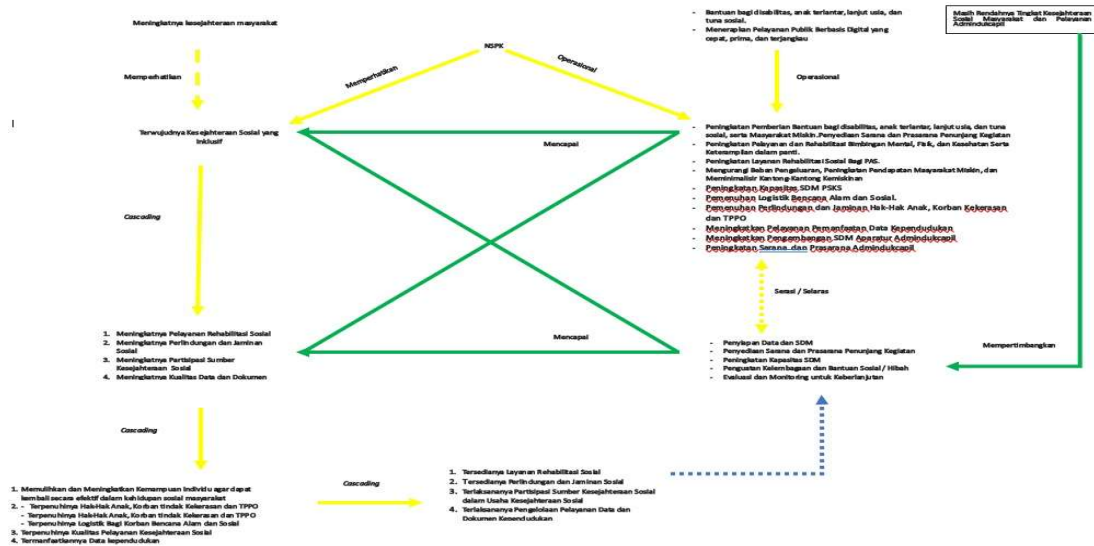 Meningkatnya kesejahteraan masyarakat
- Bantuan bagi disabilitas, anak terlantar, lanjut usia, dan
tuna sosial.
- Menerapkan Pelayanan Publik Berbasis Digital yang
cepat, prima, dan terjangkau
Masih Rendahnya Tingkat Kesejahteraan
Sosial Masyarakat dan Pelayanan
Adminduk​capil
NSPK
Memperhatikan
Memperhatikan
Operasional
Operasional
Terwujudnya Kesejahteraan Sosial yang
Inklusif
Mencapai
- Peningkatan Pemberian Bantuan bagi disabilitas, anak terlantar, lanjut usia, dan tuna
sosial, serta Masyarakat Miskin.Penyediaan Sarana dan Prasarana Penunjang Kegiatan
- Peningkatan Pelayanan dan Rehabilitasi Bimbingan Mental, Fisik, dan Kesehatan Serta
Keterampilan dalam panti.
- Peningkatan Layanan Rehabilitasi Sosial Bagi PAS.
- Mengurangi Beban Pengeluaran, Peningkatan Pendapatan Masyarakat Miskin, dan
Meminimalisir Kantong-Kantong Kemiskinan
- Peningkatan Kapasitas SDM PSKS
- Pemenuhan Logistik Bencana Alam dan Sosial.
- Pemenuhan Perlindungan dan Jaminan Hak-Hak Anak, Korban Kekerasan
dan TPPO
- Meningkatkan Pelayanan Pemanfaatan Data Kependudukan
- Meningkatkan Pengembangan SDM Aparatur Adminduk​capil
- Peningkatan Sarana dan Prasarana Adminduk​capil
Cascading
Serasi / Selaras
1. Meningkatnya Pelayanan Rehabilitasi Sosial
2. Meningkatnya Perlindungan dan Jaminan
Sosial
3. Meningkatnya Partisipasi Sumber
Kesejahteraan Sosial
4. Meningkatnya Kualitas Data dan Dokumen
Mencapai
- Penyiapan Data dan SDM
- Penyediaan Sarana dan Prasarana Penunjang Kegiatan
- Peningkatan Kapasitas SDM
- Penguatan Kelembagaan dan Bantuan Sosial / Hibah
- Evaluasi dan Monitoring untuk Keberlanjutan
Mempertimbangkan
Cascading
1. Memulihkan dan Meningkatkan Kemampuan Individu agar dapat
kembali secara efektif dalam kehidupan sosial masyarakat
2. - Terpenuhinya Hak-Hak Anak, Korban tindak Kekerasan dan TPPO
- Terpenuhinya Hak-Hak Anak, Korban tindak Kekerasan dan TPPO
- Terpenuhinya Logistik Bagi Korban Bencana Alam dan Sosial
3. Terpenuhinya Kualitas Pelayanan Kesejahteraan Sosial
4. Termanfaatkannya Data kependudukan
Cascading
1. Tersedianya Layanan Rehabilitasi Sosial
2. Tersedianya Perlindungan dan Jaminan Sosial
3. Terlaksananya Partisipasi Sumber Kesejahteraan Sosial
dalam Usaha Kesejahteraan Sosial
4. Terlaksananya Pengelolaan Pelayanan Data dan
Dokumen Kependudukan